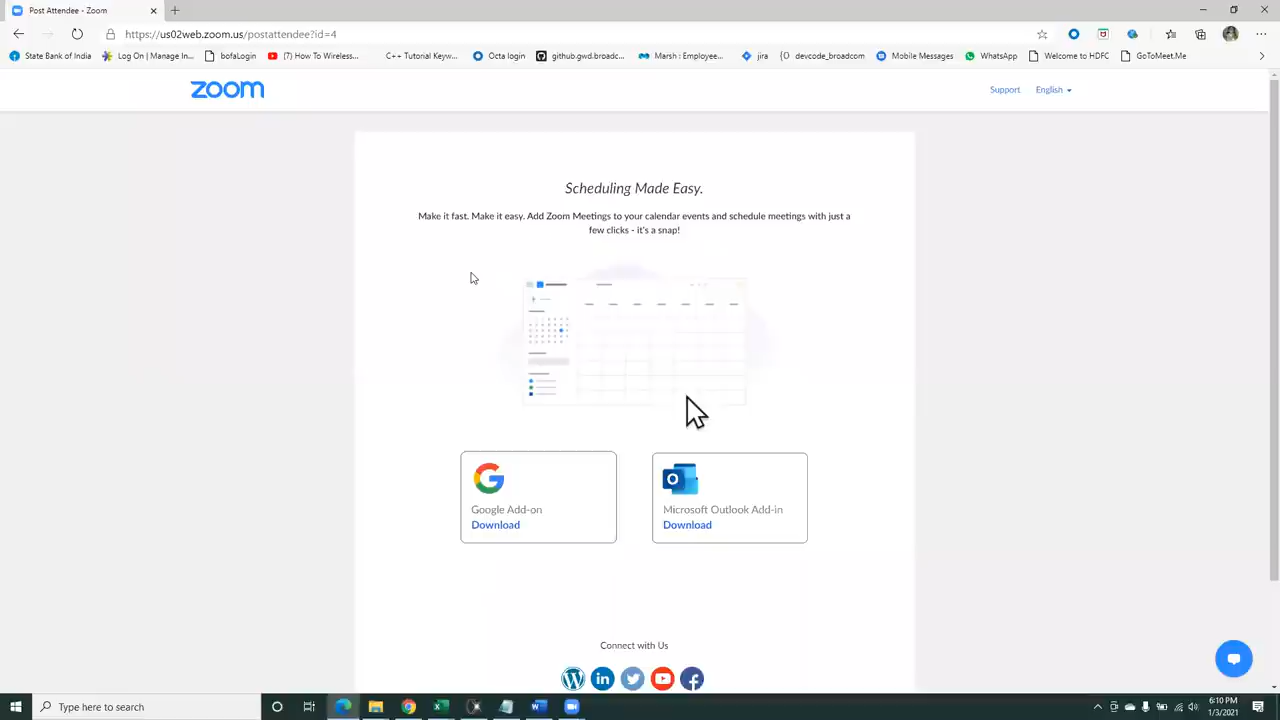 Post Attendee - Zoom
https://us02web.zoom.us/postattendee?id=4
State Bank of India
Log On | Manage In...
bofaLogin
(7) How To Wireless...
C++ Tutorial Keyw...
Octa login
github.gwd.broadc...
Marsh : Employee...
jira
devcode_broadcom
Mobile Messages
WhatsApp
Welcome to HDFC
GoToMeet.Me
zoom
Support
English
Scheduling Made Easy.
Make it fast. Make it easy. Add Zoom Meetings to your calendar events and schedule meetings with just a
few clicks - it's a snap!
Google Add-on
Download
Microsoft Outlook Add-in
Download
Connect with Us
Type here to search
6:10 PM
1/3/2021